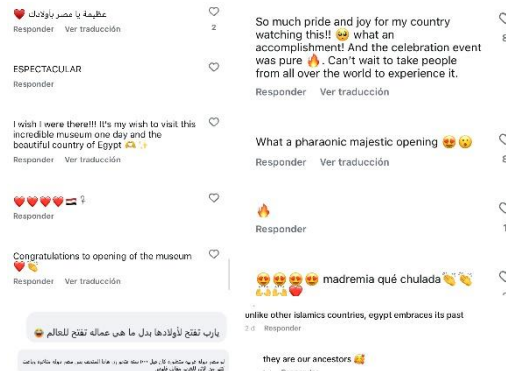 عظيمة يا مصر بأولادك ❤️
Responder Ver traducción
2
ESPECTACULAR
Responder
I wish I were there!!! It's my wish to visit this
incredible museum one day and the
beautiful country of Egypt 🫶✨
Responder Ver traducción
❤️❤️❤️❤️🇪🇬
Responder
Congratulations to opening of the museum
❤️👏
Responder Ver traducción
يارب تفتح لأولادها بدل ما هي عماله تفتح للعالم 😂
So much pride and joy for my country
watching this!! 🥹 what an
accomplishment! And the celebration event
was pure 🔥. Can't wait to take people
from all over the world to experience it.
Responder Ver traducción
What a pharaonic majestic opening 😍😮
Responder Ver traducción
🔥
Responder
😍😍😍😍 madremia qué chulada👏👏
Responder
unlike other islamics countries, egypt embraces its past
Responder
they are our ancestors 🥰